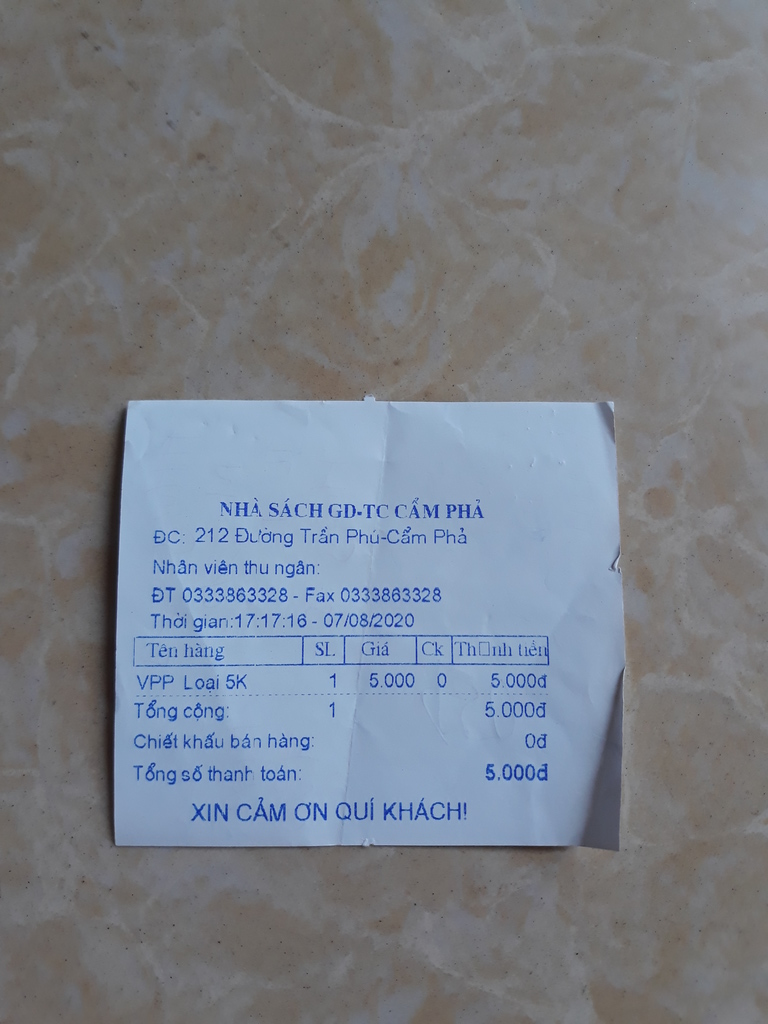 NHÀ SÁCH GD-TC CẨM PHẢ
ĐC: 212 Đường Trần Phú-Cẩm Phả
Nhân viên thu ngân:
ĐT 0333863328 - Fax 0333863328
Thời gian:17:17:16 - 07/08/2020
Tên hàng SL Giá Ck Th□nh tiền
VPP Loại 5K 1 5.000 0 5.000đ
Tổng cộng: 1 5.000đ
Chiết khấu bán hàng: 0đ
Tổng số thanh toán: 5.000đ
XIN CẢM ƠN QUÍ KHÁCH!